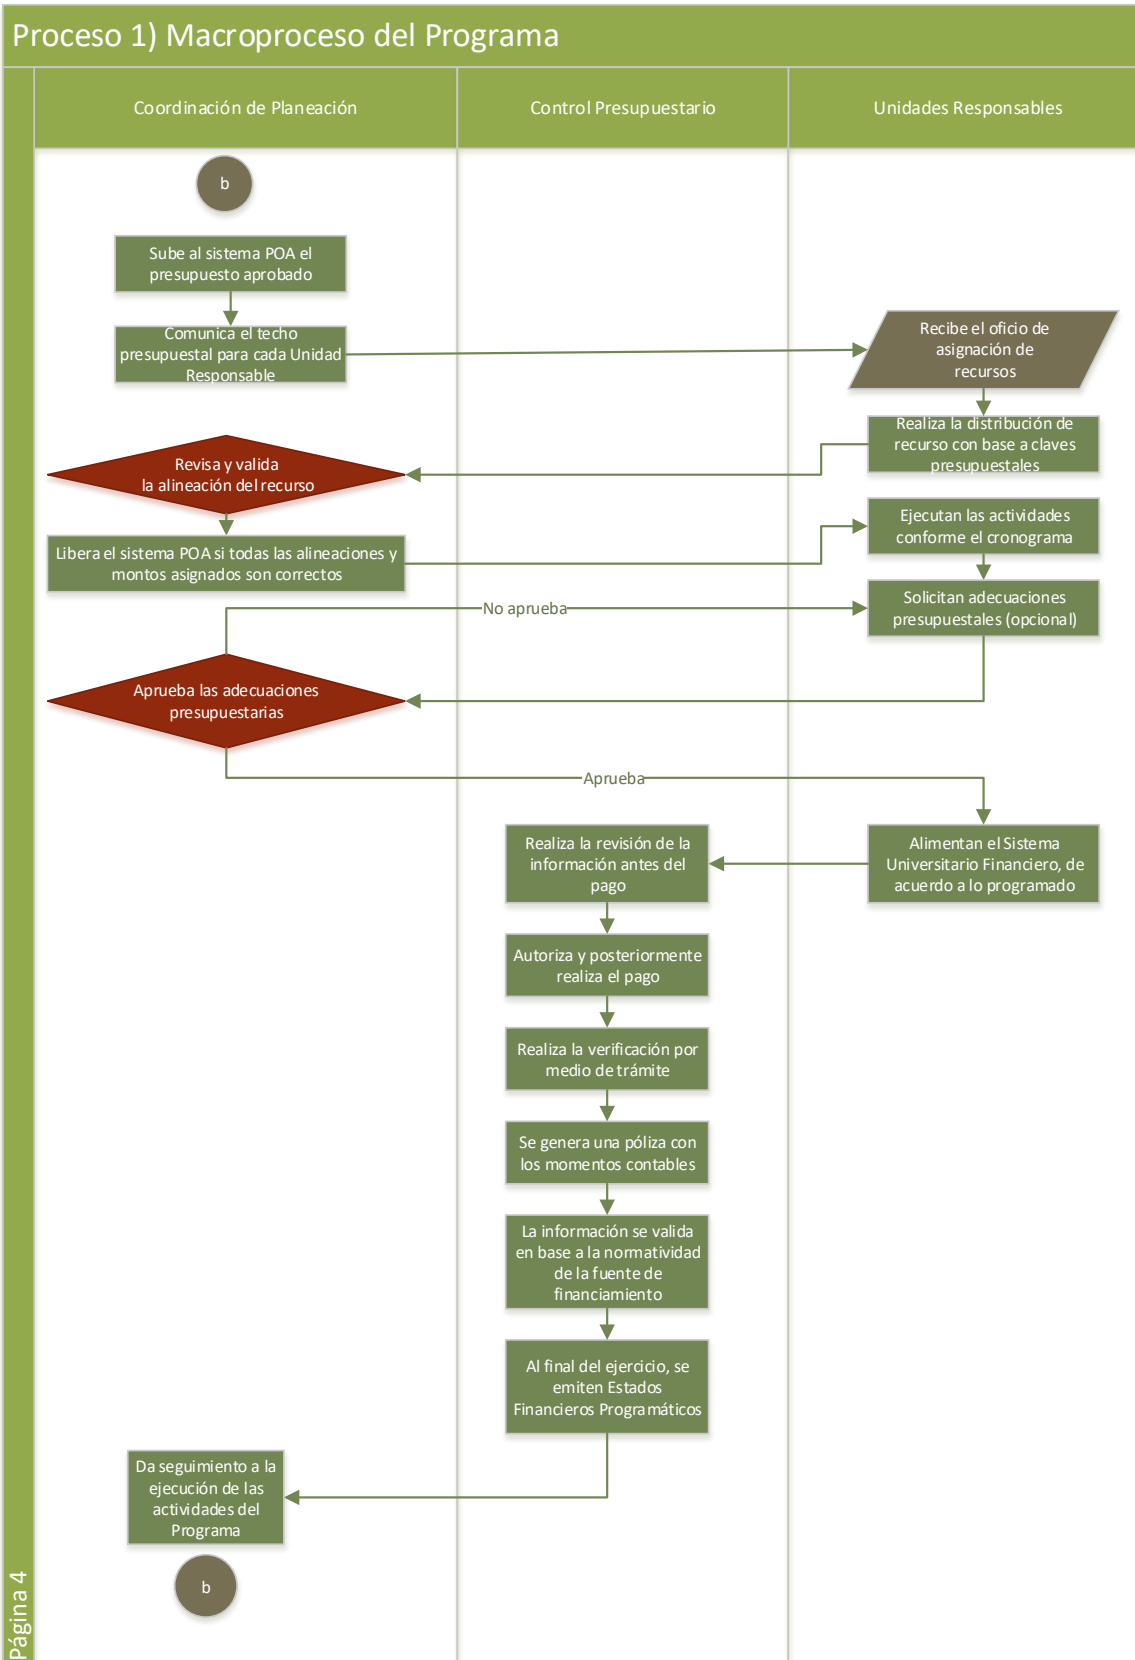 Proceso 1) Macroproceso del Programa
Coordinación de Planeación
Control Presupuestario
Unidades Responsables
b
Sube al sistema POA el
presupuesto aprobado
Comunica el techo
presupuestal para cada Unidad
Responsable
Recibe el oficio de
asignación de
recursos
Realiza la distribución de
recurso con base a claves
presupuestales
Revisa y valida
la alineación del recurso
Ejecutan las actividades
conforme el cronograma
Libera el sistema POA si todas las alineaciones y
montos asignados son correctos
Solicitan adecuaciones
presupuestales (opcional)
No aprueba
Aprueba las adecuaciones
presupuestarias
Aprueba
Alimentan el Sistema
Universitario Financiero, de
acuerdo a lo programado
Realiza la revisión de la
información antes del
pago
Autoriza y posteriormente
realiza el pago
Realiza la verificación por
medio de trámite
Se genera una póliza con
los momentos contables
La información se valida
en base a la normatividad
de la fuente de
financiamiento
Al final del ejercicio, se
emiten Estados
Financieros Programáticos
Da seguimiento a la
ejecución de las
actividades del
Programa
b
Página 4